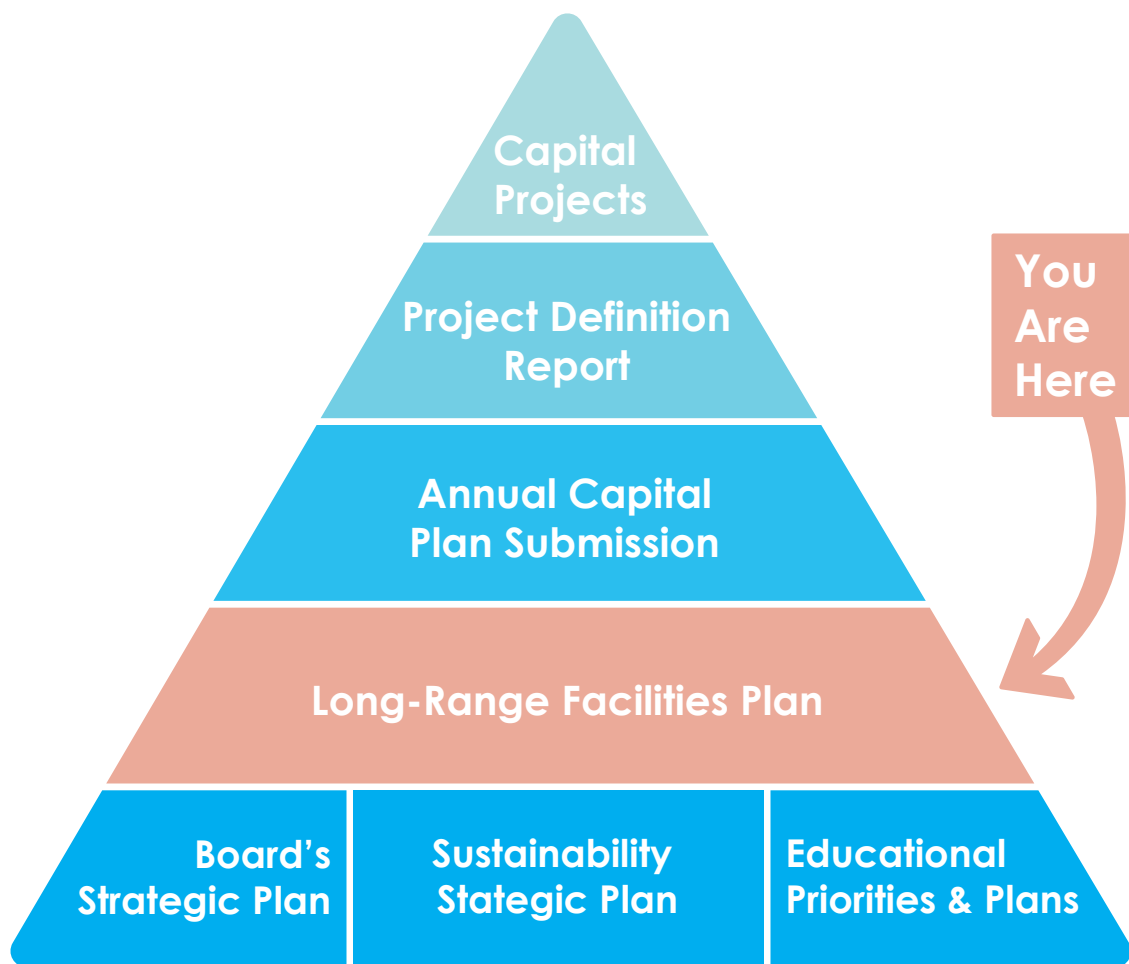 Capital
Projects
Project Definition
Report
You
Are
Here
Annual Capital
Plan Submission
Long-Range Facilities Plan
Board’s
Strategic Plan
Sustainability
Stategic Plan
Educational
Priorities & Plans